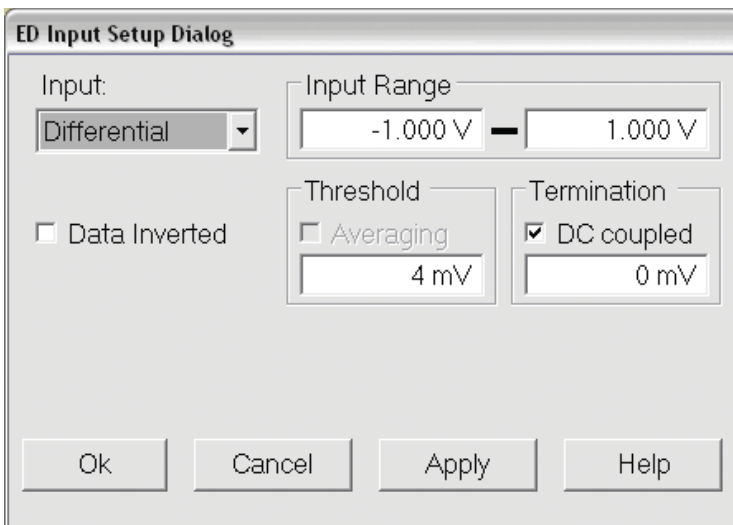 ED Input Setup Dialog
Input:
Differential
Input Range
-1.000 V
1.000 V
Data Inverted
Threshold
Averaging
4 mV
Termination
DC coupled
0 mV
Ok
Cancel
Apply
Help